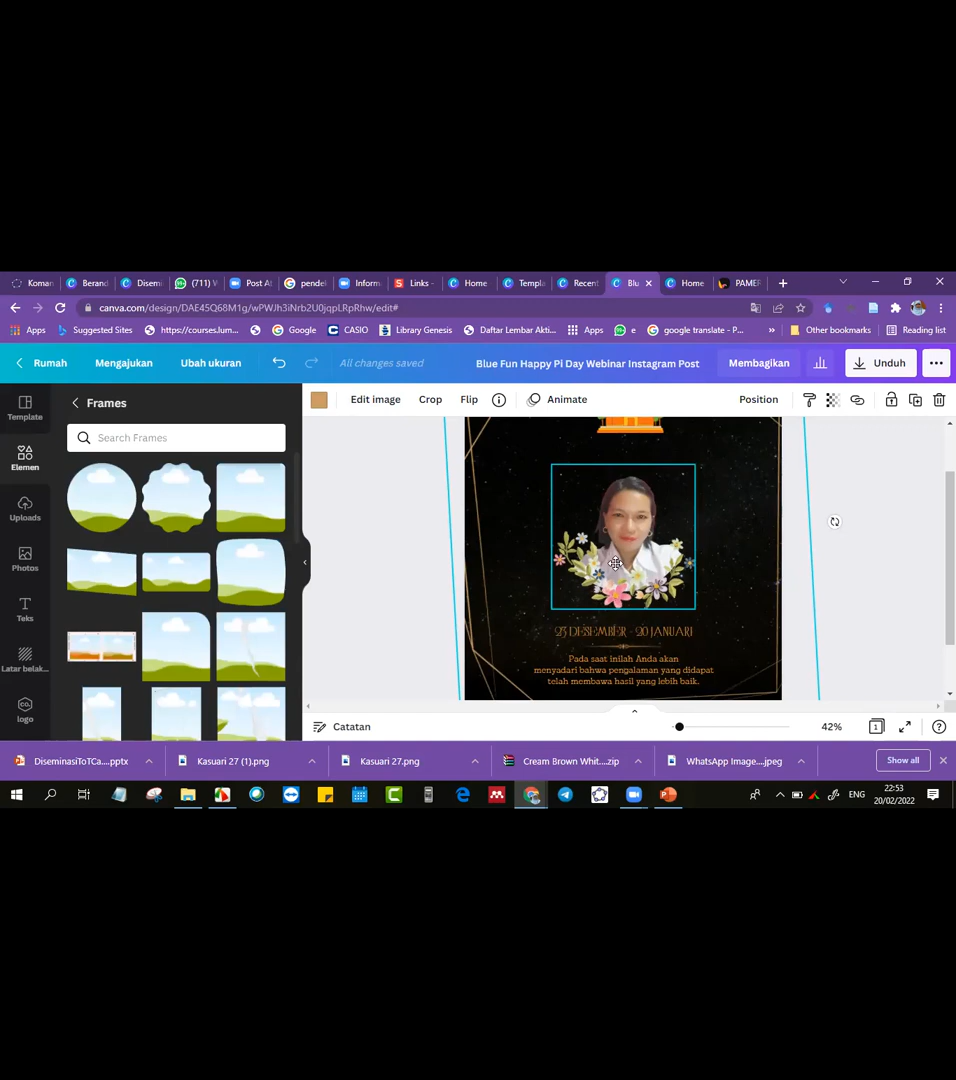 Koman
Berand
Disemi
(711) W
Post At
pendel
Inform
Links -
Home
Templa
Recent
Blu
Home
PAMER
canva.com/design/DAE45Q68M1g/wPWJh3iNrb2U0jqpLRpRhw/edit#
Apps
Suggested Sites
https://courses.lum...
Google
CASIO
Library Genesis
Daftar Lembar Akti...
Apps
e
google translate - P...
Other bookmarks
Reading list
Rumah
Mengajukan
Ubah ukuran
All changes saved
Blue Fun Happy Pi Day Webinar Instagram Post
Membagikan
Unduh
Template
Elemen
Uploads
Photos
Teks
Latar belak...
logo
Frames
Search Frames
Edit image
Crop
Flip
Animate
Position
23 DESEMBER - 20 JANUARI
Pada saat inilah Anda akan
menyadari bahwa pengalaman yang didapat
telah membawa hasil yang lebih baik.
Catatan
42%
1
DiseminasiToTCa....pptx
Kasuari 27 (1).png
Kasuari 27.png
Cream Brown Whit....zip
WhatsApp Image....jpeg
Show all
ENG
22:53
20/02/2022